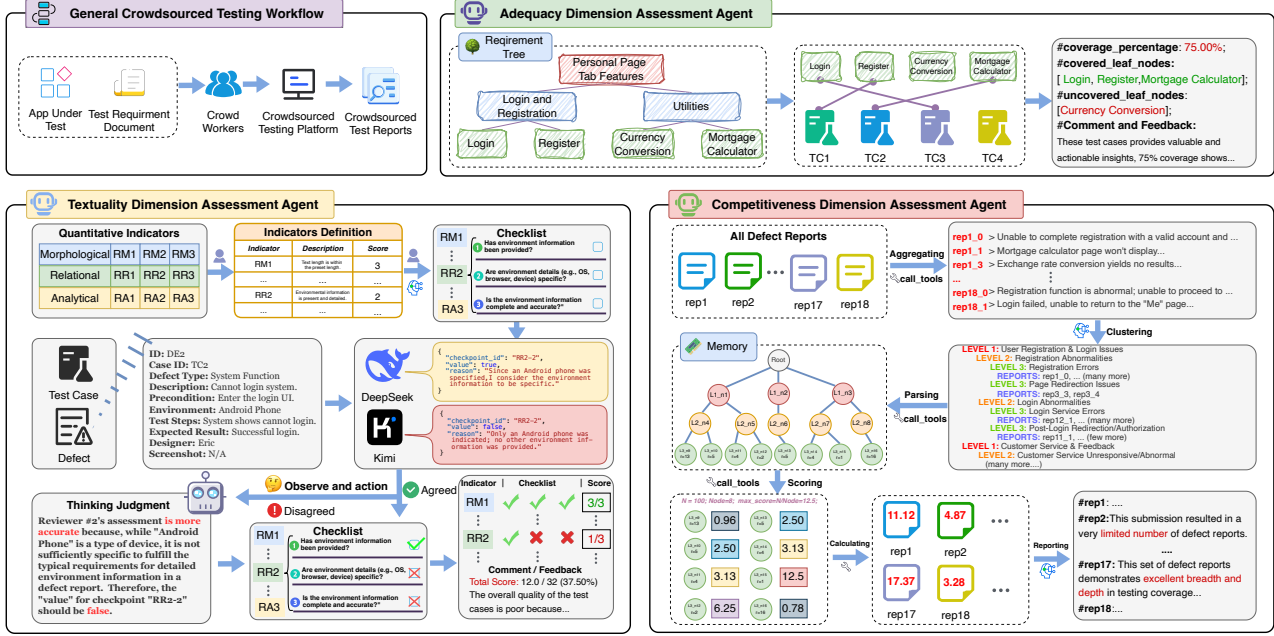 General Crowdsourced Testing Workflow
App Under Test
Test Requirment Document
Crowd Workers
Crowdsourced Testing Platform
Crowdsourced Test Reports
Adequacy Dimension Assessment Agent
Reqirement Tree
Personal Page Tab Features
Login and Registration
Utilities
Login
Register
Currency Conversion
Mortgage Calculator
Login
Register
Currency Conversion
Mortgage Calculator
TC1
TC2
TC3
TC4
#coverage_percentage: 75.00%;
#covered_leaf_nodes:
[ Login, Register,Mortgage Calculator];
#uncovered_leaf_nodes:
[Currency Conversion];
#Comment and Feedback:
These test cases provides valuable and
actionable insights, 75% coverage shows...
Textuality Dimension Assessment Agent
Quantitative Indicators
Morphological RM1 RM2 RM3
Relational RR1 RR2 RR3
Analytical RA1 RA2 RA3
Indicators Definition
Indicator Description Score
RM1 Text length is within the preset length. 3
... ... ...
RR2 Environmental information is present and detailed. 2
... ...
Checklist
RM1
RR2
RA3
1 Has environment information been provided?
2 Are environment details (e.g., OS, browser, device) specific?
3 Is the environment information complete and accurate?
Test Case
Defect
ID: DE2
Case ID: TC2
Defect Type: System Function
Description: Cannot login system.
Precondition: Enter the login UI.
Environment: Android Phone
Test Steps: System shows cannot login.
Expected Result: Successful login.
Designer: Eric
Screenshot: N/A
DeepSeek
Kimi
{
"checkpoint_id": "RR2-2",
"value": true,
"reason": "Since an Android phone was
specified,I consider the environment
information to be specific."
}
{
"checkpoint_id": "RR2-2",
"value": false,
"reason": "Only an Android phone was
indicated; no other environment inf-
ormation was provided."
}
Observe and action
Agreed
Disagreed
Thinking Judgment
Reviewer #2's assessment is more
accurate because, while "Android
Phone" is a type of device, it is not
sufficiently specific to fulfill the
typical requirements for detailed
environment information in a
defect report. Therefore, the
"value" for checkpoint "RR2-2"
should be false.
Checklist
RM1
RR2
RA3
1 Has environment information been provided?
2 Are environment details (e.g., OS, browser, device) specific?
3 Is the environment information complete and accurate?"
Indicator Checklist Score
RM1 3/3
RR2 1/3
Comment / Feedback
Total Score: 12.0 / 32 (37.50%)
The overall quality of the test
cases is poor because...
Competitiveness Dimension Assessment Agent
All Defect Reports
rep1
rep2
rep17
rep18
Aggregating
call_tools
rep1_0 > Unable to complete registration with a valid account and ...
rep1_1 > Mortgage calculator page won't display...
rep1_3 > Exchange rate conversion yields no results...
...
rep18_0> Registration function is abnormal; unable to proceed to ...
rep18_1> Login failed, unable to return to the "Me" page...
Clustering
LEVEL 1: User Registration & Login Issues
LEVEL 2: Registration Abnormalities
LEVEL 3: Registration Errors
REPORTS: rep1_0, ... (many more)
LEVEL 3: Page Redirection Issues
REPORTS: rep3_3, rep3_4
LEVEL 2: Login Abnormalities
LEVEL 3: Login Service Errors
REPORTS: rep12_1, ... (many more)
LEVEL 3: Post-Login Redirection/Authorization
REPORTS: rep11_1, ... (few more)
LEVEL 1: Customer Service & Feedback
LEVEL 2: Customer Service Unresponsive/Abnormal
(many more....)
Parsing
call_tools
Memory
Root
L1_n1
L1_n2
L1_n3
L2_n4
L2_n5
L2_n6
L2_n7
L2_n8
call_tools
Scoring
N = 100; Node=8; max_score=N/Node=12.5;
0.96
2.50
2.50
3.13
3.13
12.5
6.25
0.78
Calculating
11.12
rep1
4.87
rep2
17.37
rep17
3.28
rep18
Reporting
#rep1: ....
#rep2:This submission resulted in a
very limited number of defect reports.
....
#rep17: This set of defect reports
demonstrates excellent breadth and
depth in testing coverage...
#rep18:...